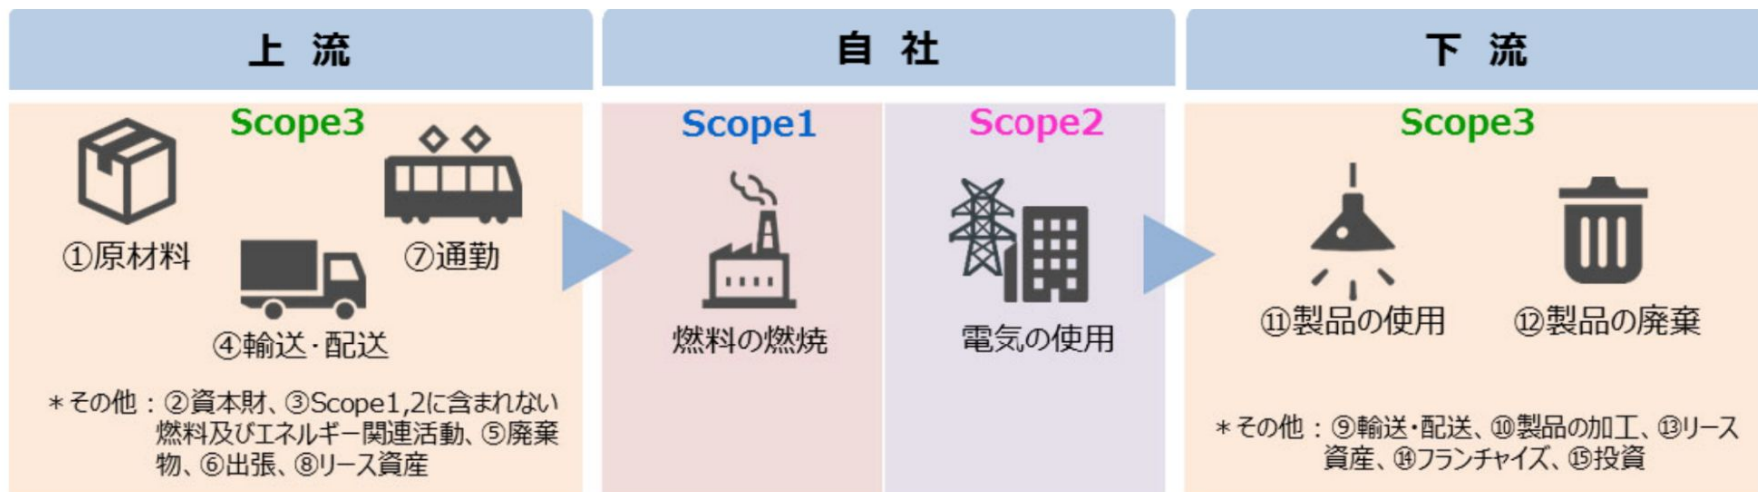 上 流
Scope3
①原材料
⑦通勤
④輸送・配送
＊その他：②資本財、③Scope1,2に含まれない
燃料及びエネルギー関連活動、⑤廃棄
物、⑥出張、⑧リース資産
自 社
Scope1
燃料の燃焼
Scope2
電気の使用
下 流
Scope3
⑪製品の使用
⑫製品の廃棄
＊その他：⑨輸送・配送、⑩製品の加工、⑬リース
資産、⑭フランチャイズ、⑮投資